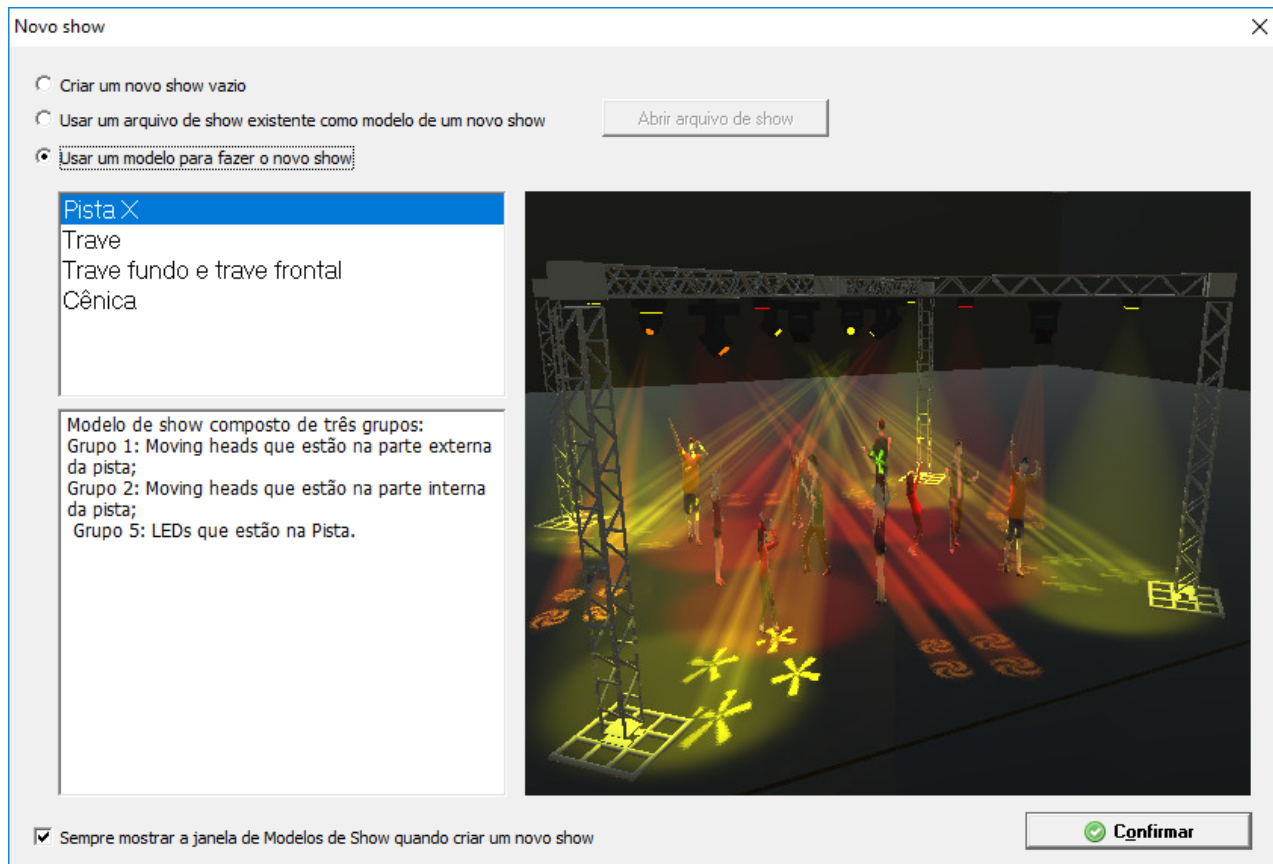 Novo show
Criar um novo show vazio
Usar um arquivo de show existente como modelo de um novo show
Abrir arquivo de show
Usar um modelo para fazer o novo show
Pista X
Trave
Trave fundo e trave frontal
Cênica
Modelo de show composto de três grupos:
Grupo 1: Moving heads que estão na parte externa
da pista;
Grupo 2: Moving heads que estão na parte interna
da pista;
Grupo 5: LEDs que estão na Pista.
Sempre mostrar a janela de Modelos de Show quando criar um novo show
Confirmar